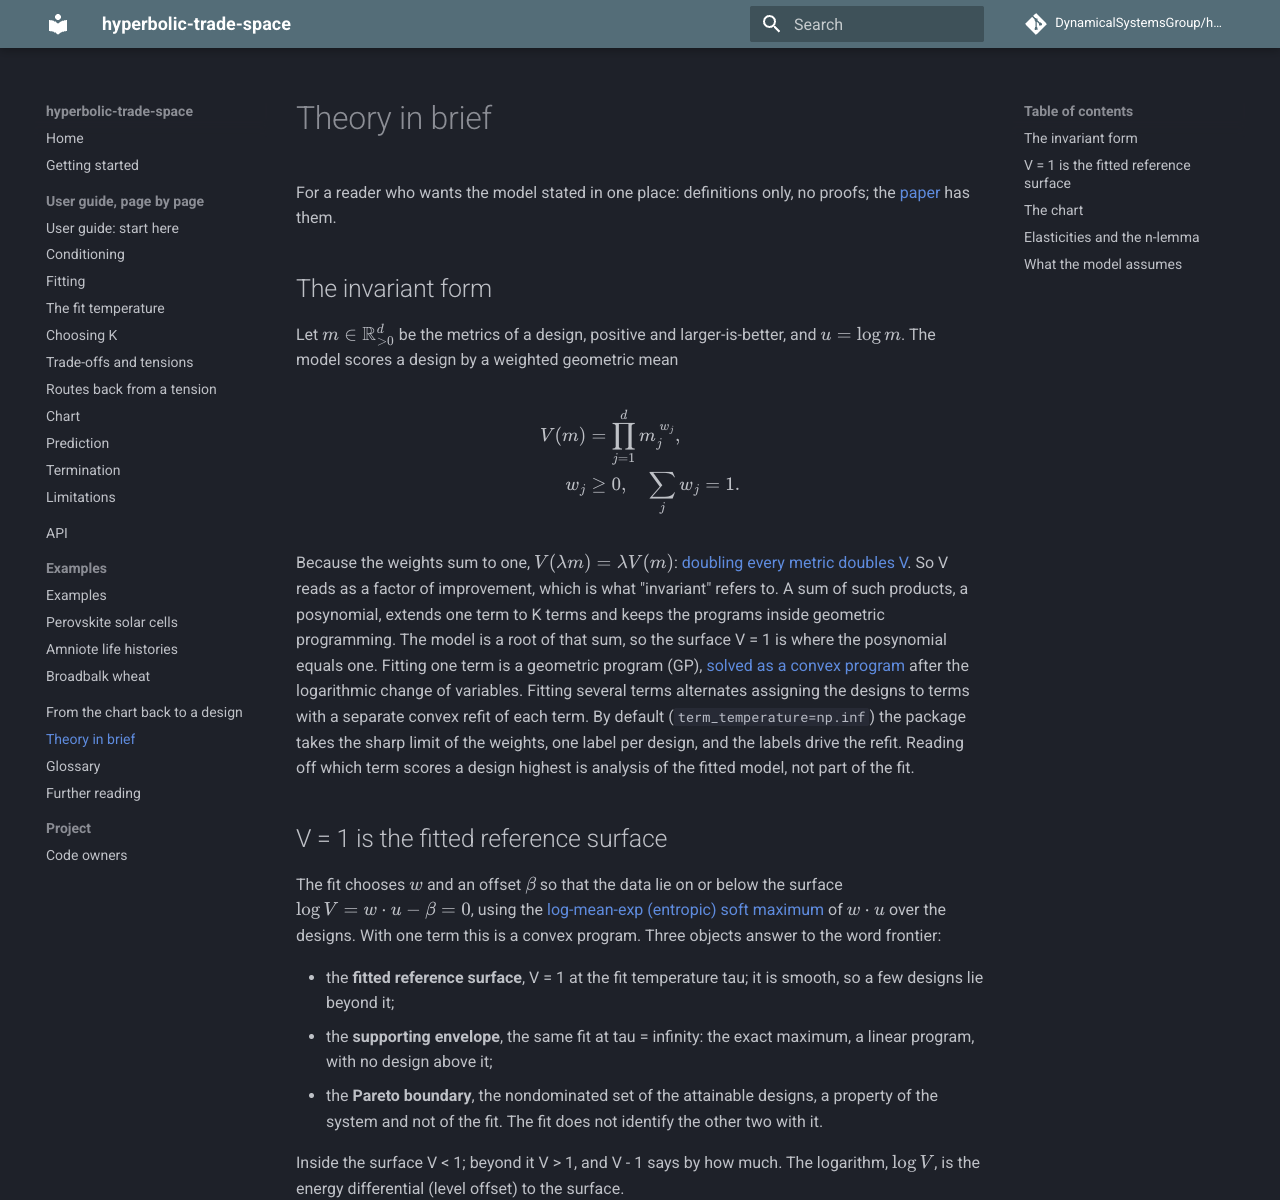 hyperbolic-trade-space
Search
DynamicalSystemsGroup/h...
hyperbolic-trade-space
Home
Getting started
User guide, page by page
User guide: start here
Conditioning
Fitting
The fit temperature
Choosing K
Trade-offs and tensions
Routes back from a tension
Chart
Prediction
Termination
Limitations
API
Examples
Examples
Perovskite solar cells
Amniote life histories
Broadbalk wheat
From the chart back to a design
Theory in brief
Glossary
Further reading
Project
Code owners
Theory in brief
For a reader who wants the model stated in one place: definitions only, no proofs; the paper has
them.
The invariant form
Let m ∈ ℝ^d_{>0} be the metrics of a design, positive and larger-is-better, and u = log m. The
model scores a design by a weighted geometric mean
V(m) = ∏_{j=1}^{d} m_j^{w_j},
w_j ≥ 0, ∑_j w_j = 1.
Because the weights sum to one, V(λm) = λV(m): doubling every metric doubles V. So V
reads as a factor of improvement, which is what "invariant" refers to. A sum of such products, a
posynomial, extends one term to K terms and keeps the programs inside geometric
programming. The model is a root of that sum, so the surface V = 1 is where the posynomial
equals one. Fitting one term is a geometric program (GP), solved as a convex program after the
logarithmic change of variables. Fitting several terms alternates assigning the designs to terms
with a separate convex refit of each term. By default (term_temperature=np.inf) the package
takes the sharp limit of the weights, one label per design, and the labels drive the refit. Reading
off which term scores a design highest is analysis of the fitted model, not part of the fit.
V = 1 is the fitted reference surface
The fit chooses w and an offset β so that the data lie on or below the surface
log V = w · u − β = 0, using the log-mean-exp (entropic) soft maximum of w · u over the
designs. With one term this is a convex program. Three objects answer to the word frontier:
• the fitted reference surface, V = 1 at the fit temperature tau; it is smooth, so a few designs lie
beyond it;
• the supporting envelope, the same fit at tau = infinity: the exact maximum, a linear program,
with no design above it;
• the Pareto boundary, the nondominated set of the attainable designs, a property of the
system and not of the fit. The fit does not identify the other two with it.
Inside the surface V < 1; beyond it V > 1, and V - 1 says by how much. The logarithm, log V, is the
energy differential (level offset) to the surface.
Table of contents
The invariant form
V = 1 is the fitted reference
surface
The chart
Elasticities and the n-lemma
What the model assumes